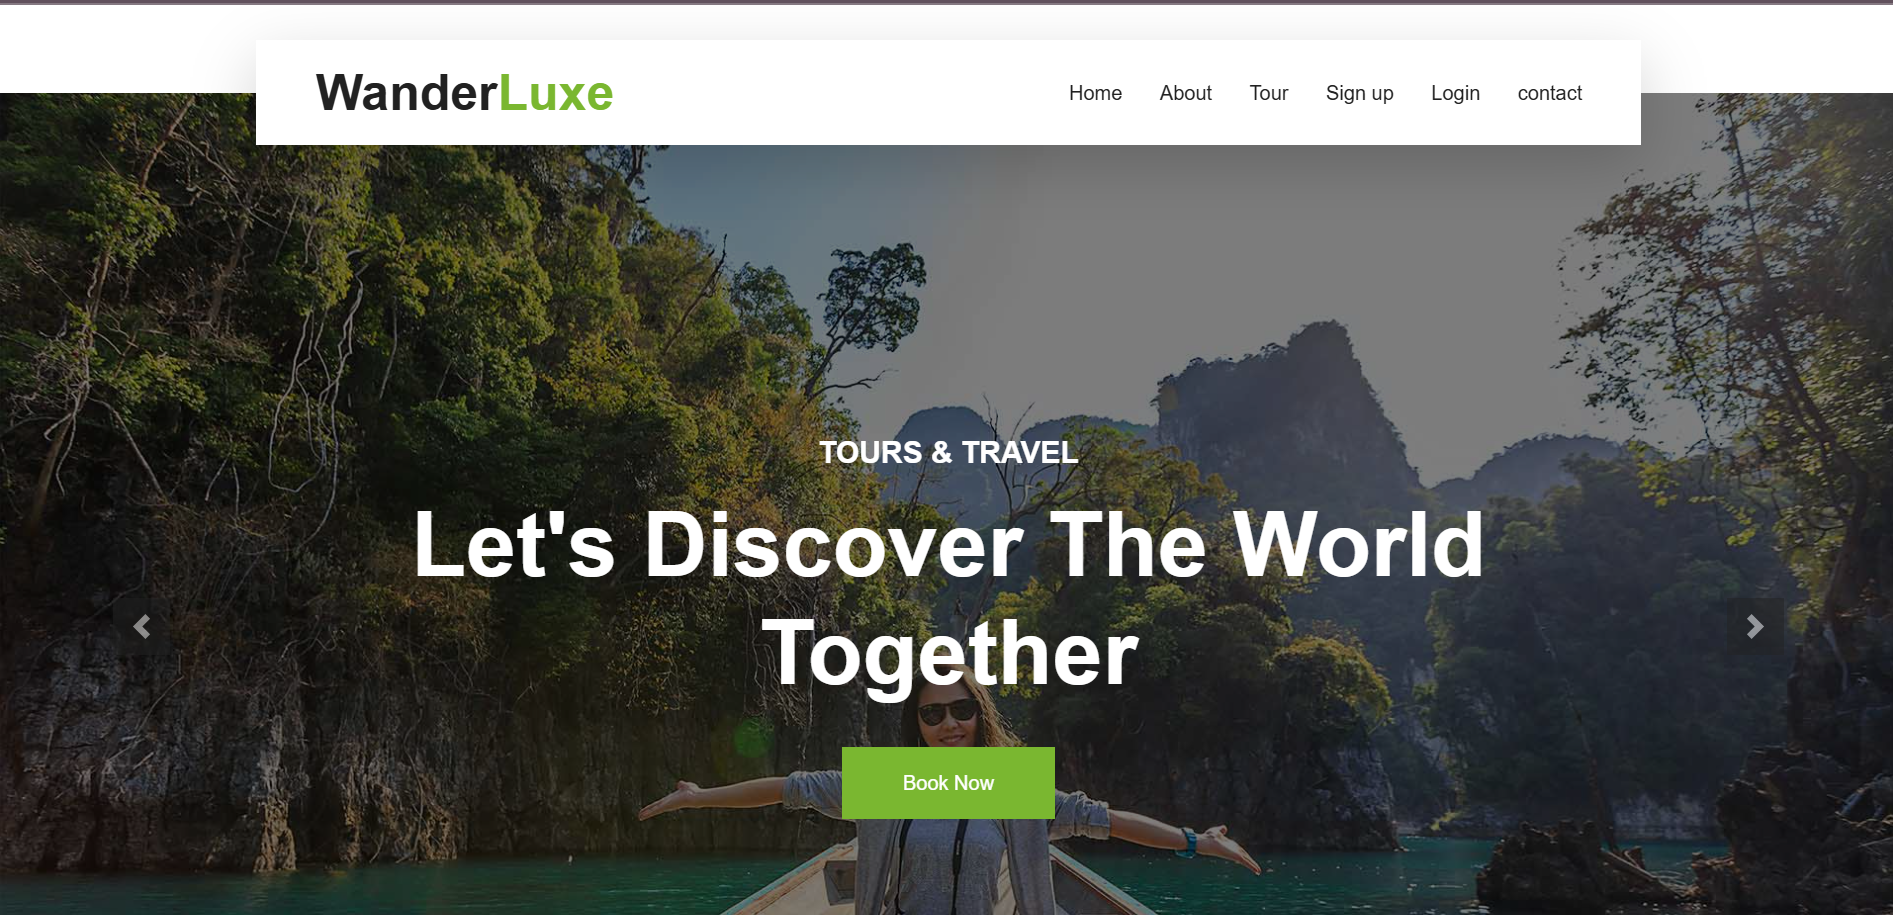 WanderLuxe
Home About Tour Sign up Login contact
TOURS & TRAVEL
Let's Discover The World
Together
Book Now